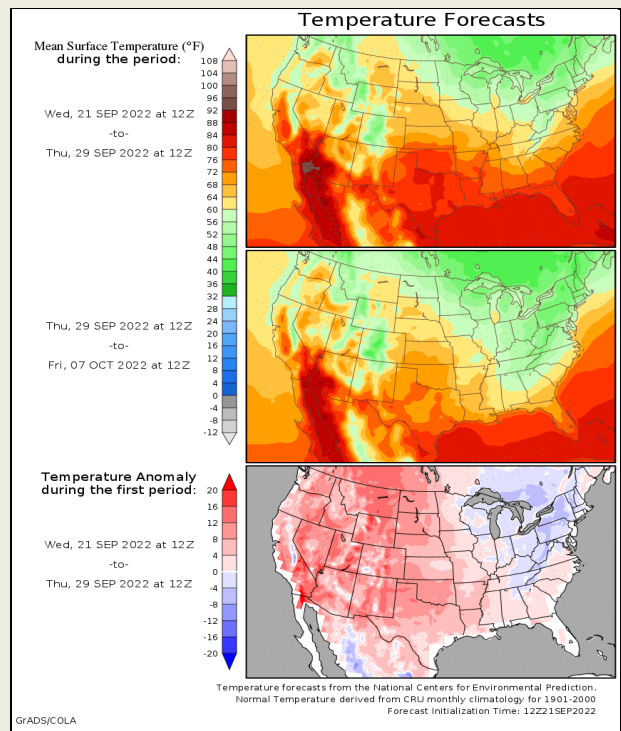 Temperature Forecasts
Mean Surface Temperature (°F)
during the period:
Wed, 21 SEP 2022 at 12Z
-to-
Thu, 29 SEP 2022 at 12Z
108
104
100
96
92
88
84
80
76
72
68
64
60
56
52
48
44
40
36
32
28
24
20
16
12
8
4
0
-4
-8
-12
Thu, 29 SEP 2022 at 12Z
-to-
Fri, 07 OCT 2022 at 12Z
Temperature Anomaly
during the first period:
Wed, 21 SEP 2022 at 12Z
-to-
Thu, 29 SEP 2022 at 12Z
20
16
12
8
4
0
-4
-8
-12
-16
-20
Temperature forecasts from the National Centers for Environmental Prediction.
Normal Temperature derived from CRU monthly climatology for 1901-2000
Forecast Initialization Time: 12Z21SEP2022
GrADS/COLA